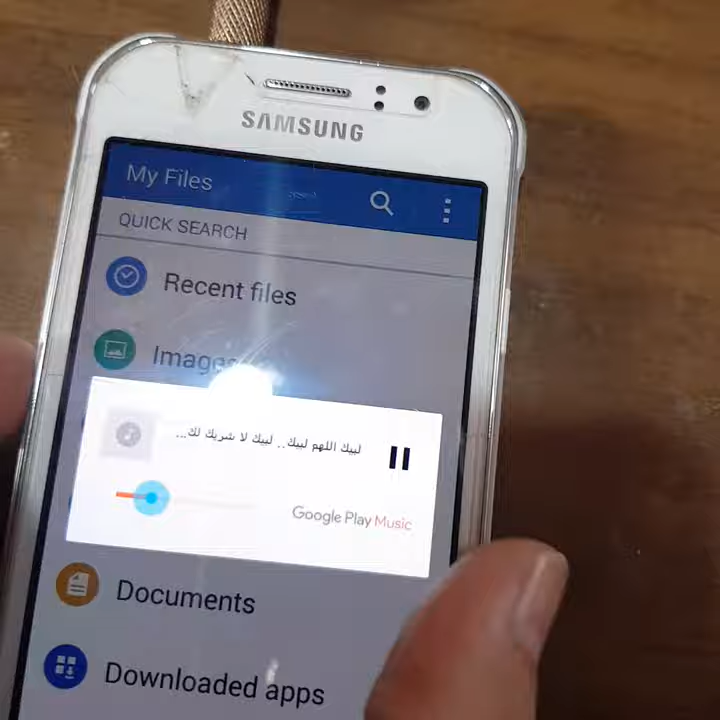 SAMSUNG
My Files
QUICK SEARCH
Recent files
Images
لبيك اللهم لبيك.. لبيك لا شريك لك...
Google Play Music
Documents
Downloaded apps